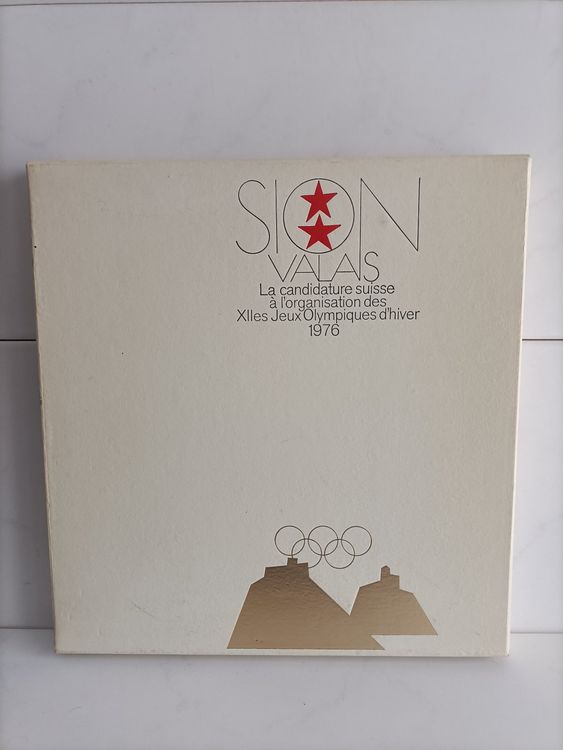 SION
VALAIS
La candidature suisse
à l'organisation des
XIIes Jeux Olympiques d'hiver
1976